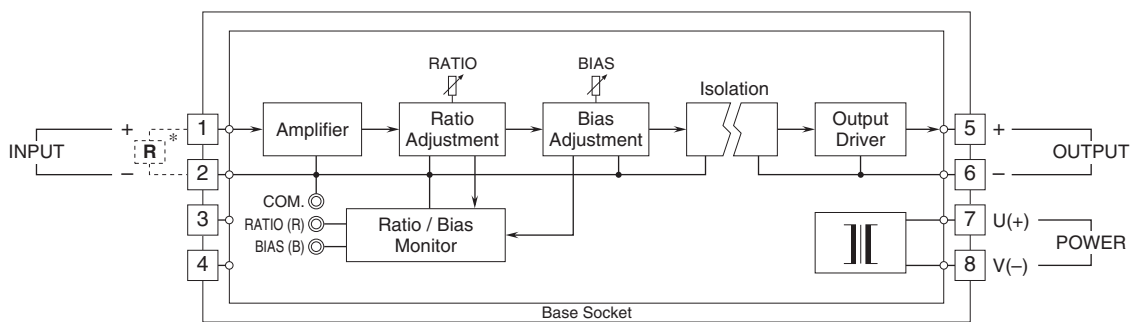 RATIO
BIAS
Isolation
INPUT
+
R
*
–
1
2
3
4
Amplifier
Ratio
Adjustment
Bias
Adjustment
Output
Driver
COM.
RATIO (R)
BIAS (B)
Ratio / Bias
Monitor
5
+
6
–
OUTPUT
7
U(+)
8
V(–)
POWER
Base Socket